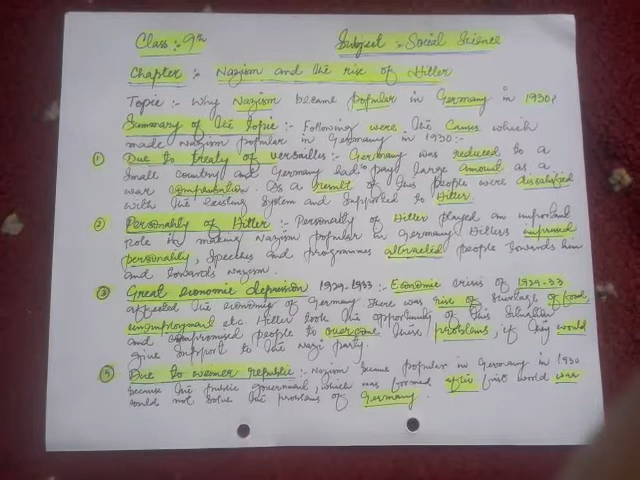 Class:- 9th Subject :- Social Science
Chapter :- Nazism and the rise of Hitler
Topic :- Why Nazism became popular in Germany in 1930?
Summary of the topic :- Following were the causes which
made Nazism popular in Germany in 1930:-
① Due to treaty of versailles :- Germany was reduced to a
small country and Germany had pay large amount as a
war compensation. As a result of this people were dissatisfied
with the existing system and supported to Hitler.
② Personally of Hitler :- Personally of Hitler played an important
role in making Nazism popular in Germany. Hitlers
personality, speeches and programmes attracted people towards him
and towards nazism.
③ Great economic depression 1929-1933 :- Economic crisis of 1929-33
affected the economy of Germany there was rise of shortage of food,
unemployment etc. Hitler took the opportunity of this situation
and people to overcome these problems, if they would
give support to the nazi party.
④ Due to weimer republic :- Nazism became popular in Germany in 1930
because the public government, which was formed after first world war
could not solve the problems of Germany.